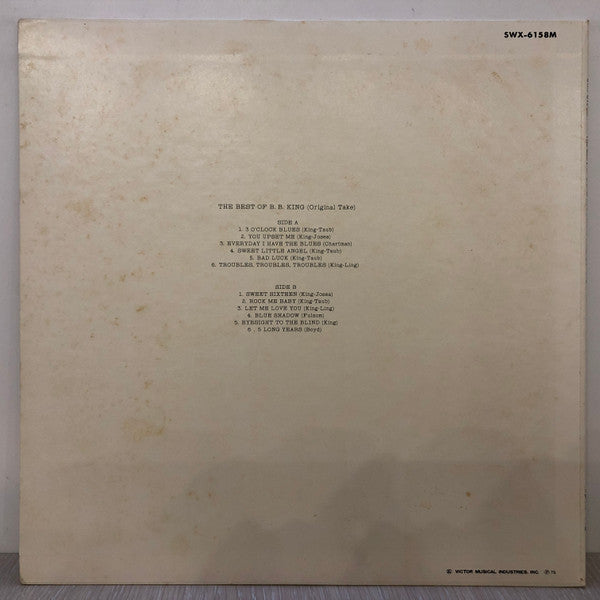 SWX-6158M
THE BEST OF B. B. KING (Original Take)
SIDE A
1. 3 O'CLOCK BLUES (King-Taub)
2. YOU UPSET ME (King-Josea)
3. EVERYDAY I HAVE THE BLUES (Chartman)
4. SWEET LITTLE ANGEL (King-Taub)
5. BAD LUCK (King-Taub)
6. TROUBLES, TROUBLES, TROUBLES (King-Ling)
SIDE B
1. SWEET SIXTEEN (King-Josea)
2. ROCK ME BABY (King-Taub)
3. LET ME LOVE YOU (King-Ling)
4. BLUE SHADOW (Fulson)
5. EYESIGHT TO THE BLIND (King)
6. 5 LONG YEARS (Boyd)
VICTOR MUSICAL INDUSTRIES, INC. Ⓟ 75